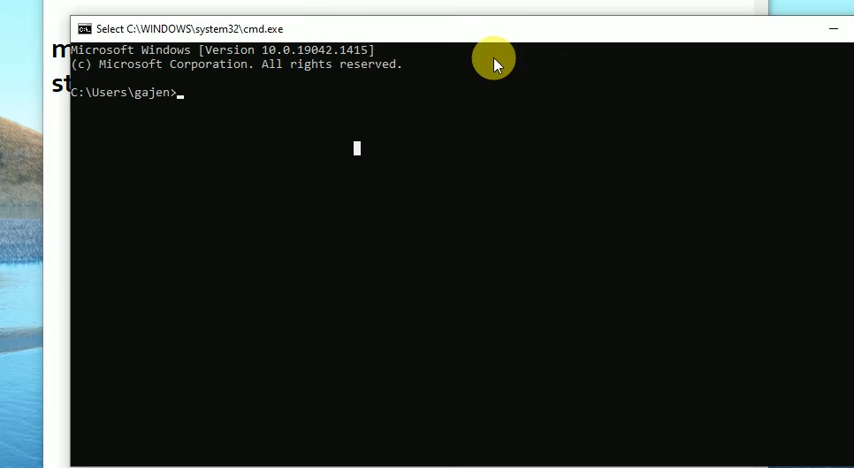 Select C:\WINDOWS\system32\cmd.exe
Microsoft Windows [Version 10.0.19042.1415]
(c) Microsoft Corporation. All rights reserved.
C:\Users\gajen>